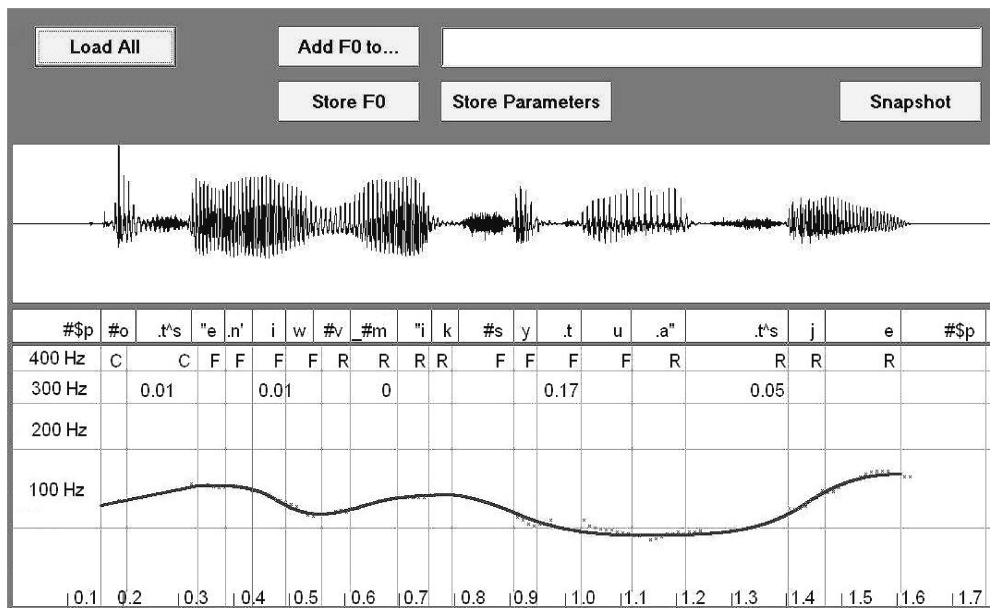 Load All Add F0 to...
Store F0 Store Parameters Snapshot
#$p #o .t^s "e .n' i w #v _#m "i k #s y .t u .a" .t^s j e #$p
400 Hz C C F F F F R R R R F F F F R R R R
300 Hz 0.01 0.01 0 0.17 0.05
200 Hz
100 Hz
|0.1 0.2 |0.3 |0.4 |0.5 |0.6 |0.7 |0.8 |0.9 |1.0 |1.1 |1.2 |1.3 |1.4 |1.5 |1.6 |1.7